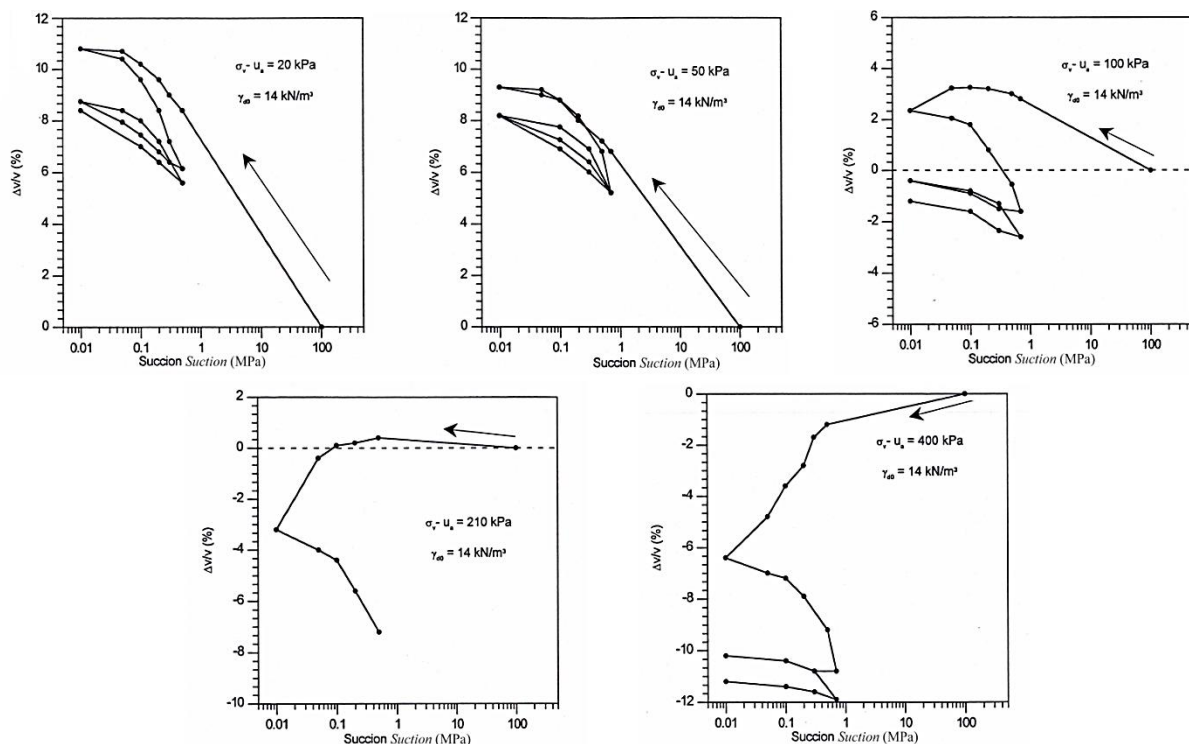 12
10
8
6
4
2
0
Δv/v (%)
σv- ua = 20 kPa
γd0 = 14 kN/m³
0.01 0.1 1 100
Succion Suction (MPa)
12
10
8
6
4
2
0
Δv/v (%)
σv- ua = 50 kPa
γd0 = 14 kN/m³
0.01 0.1 1 100
Succion Suction (MPa)
6
4
2
0
-2
-4
-6
Δv/v (%)
σv- ua = 100 kPa
γd0 = 14 kN/m³
0.01 0.1 1 100
Succion Suction (MPa)
2
0
-2
-4
-6
-8
-10
Δv/v (%)
σv- ua = 210 kPa
γd0 = 14 kN/m³
0.01 0.1 1 100
Succion Suction (MPa)
0
-2
-4
-6
-8
-10
-12
Δv/v (%)
σv- ua = 400 kPa
γd0 = 14 kN/m³
0.01 0.1 1 100
Succion Suction (MPa)